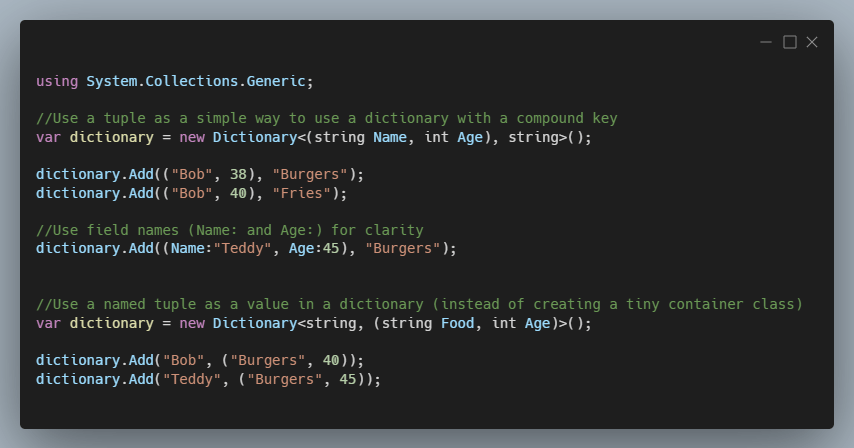 using System.Collections.Generic;
//Use a tuple as a simple way to use a dictionary with a compound key
var dictionary = new Dictionary<(string Name, int Age), string>();
dictionary.Add(("Bob", 38), "Burgers");
dictionary.Add(("Bob", 40), "Fries");
//Use field names (Name: and Age:) for clarity
dictionary.Add((Name:"Teddy", Age:45), "Burgers");
//Use a named tuple as a value in a dictionary (instead of creating a tiny container class)
var dictionary = new Dictionary<string, (string Food, int Age)>();
dictionary.Add("Bob", ("Burgers", 40));
dictionary.Add("Teddy", ("Burgers", 45));